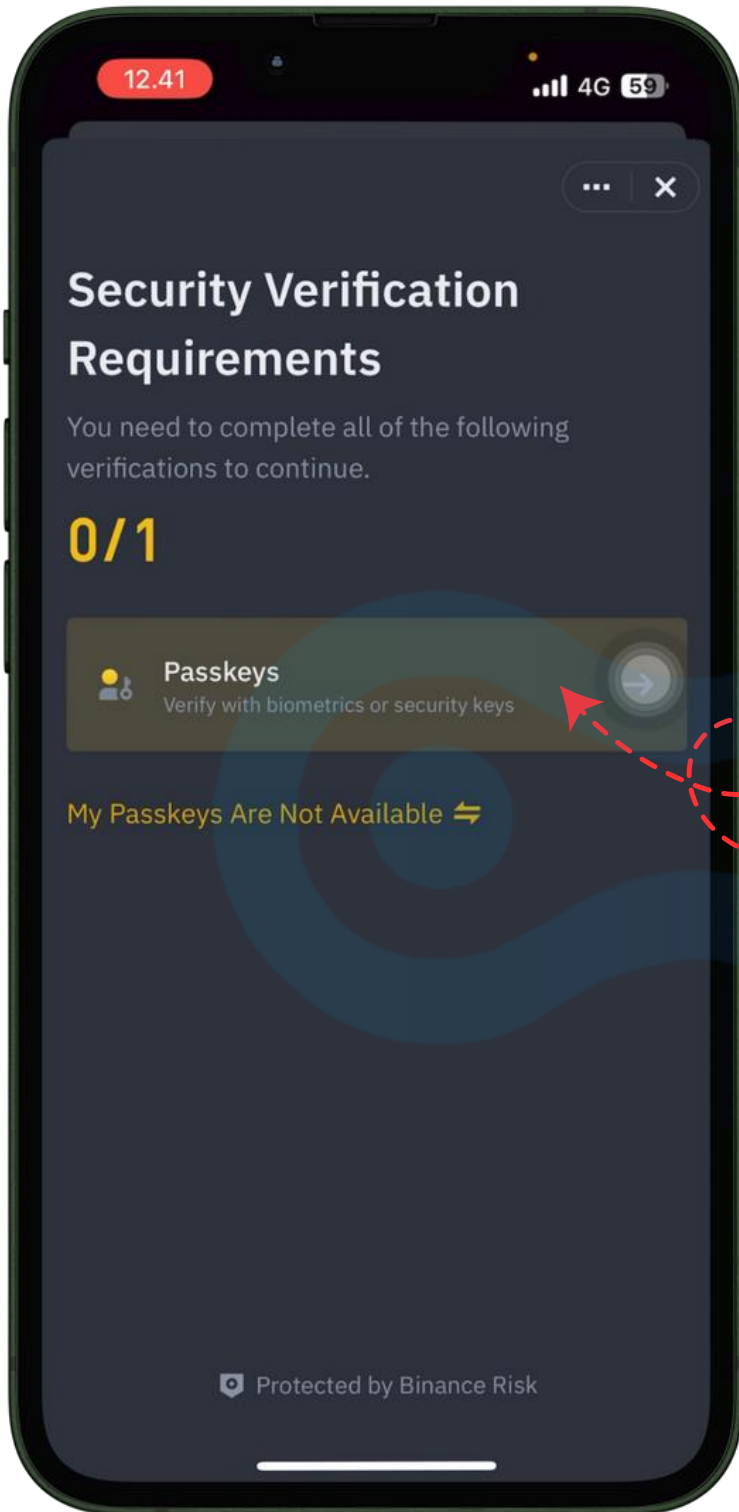 12.41
4G 59
Security Verification
Requirements
You need to complete all of the following
verifications to continue.
0/1
Passkeys
Verify with biometrics or security keys
My Passkeys Are Not Available
Protected by Binance Risk